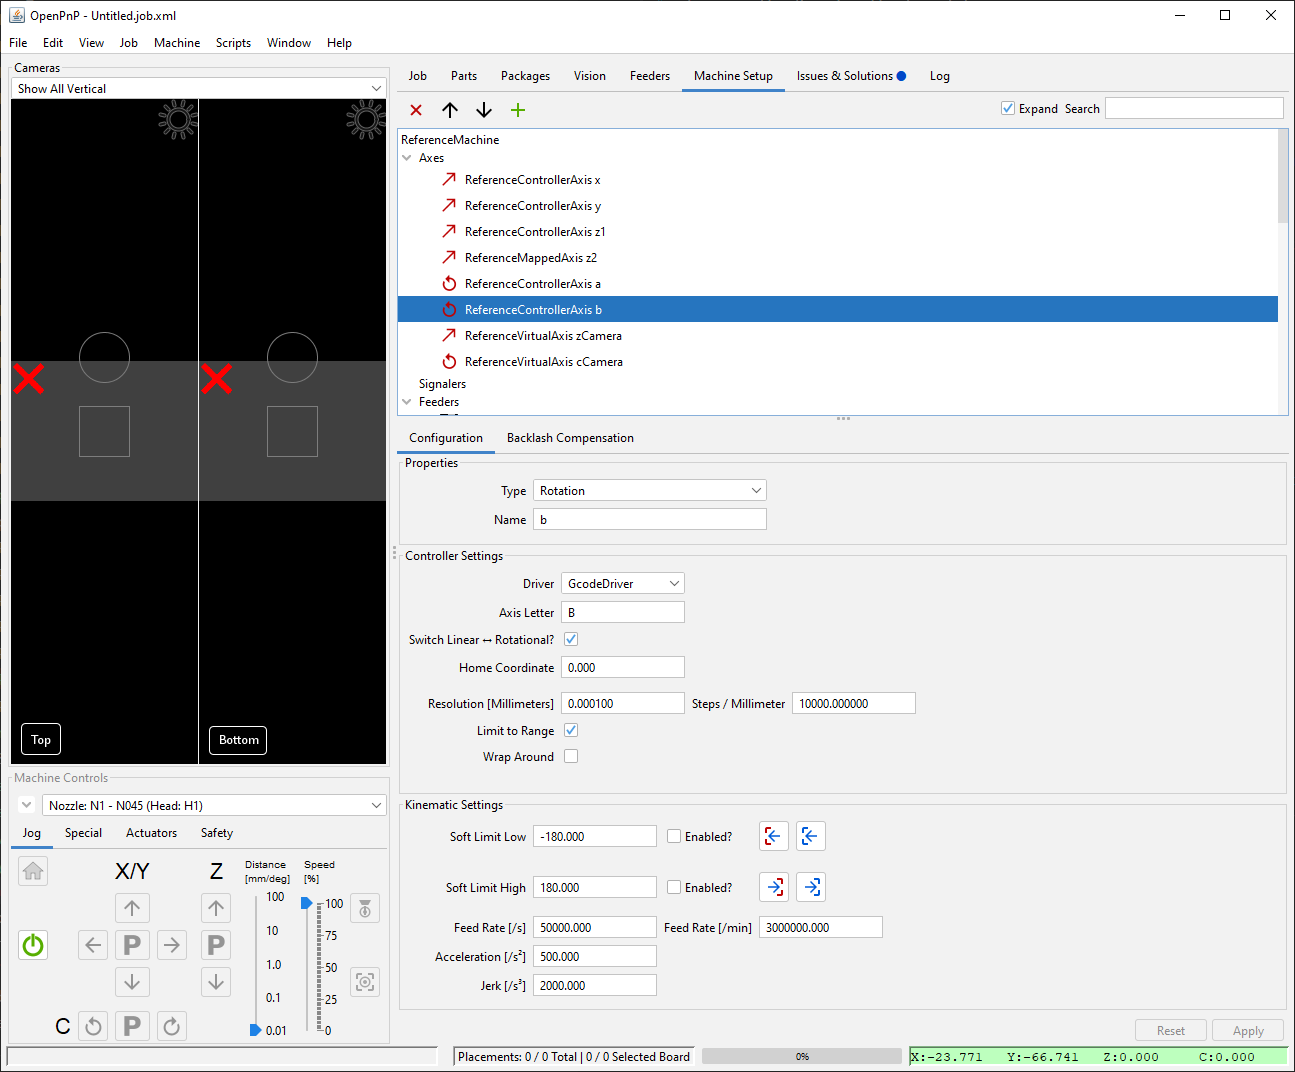 OpenPnP - Untitled.job.xml
File Edit View Job Machine Scripts Window Help
Cameras
Show All Vertical
Top
Bottom
Machine Controls
Nozzle: N1 - N045 (Head: H1)
Jog Special Actuators Safety
X/Y Z Distance [mm/deg] Speed [%]
100
10
1.0
0.1
0.01
100
75
50
25
0
P P
C P
Job Parts Packages Vision Feeders Machine Setup Issues & Solutions Log
Expand Search
ReferenceMachine
Axes
ReferenceControllerAxis x
ReferenceControllerAxis y
ReferenceControllerAxis z1
ReferenceMappedAxis z2
ReferenceControllerAxis a
ReferenceControllerAxis b
ReferenceVirtualAxis zCamera
ReferenceVirtualAxis cCamera
Signalers
Feeders
Configuration Backlash Compensation
Properties
Type Rotation
Name b
Controller Settings
Driver GcodeDriver
Axis Letter B
Switch Linear ↔ Rotational?
Home Coordinate 0.000
Resolution [Millimeters] 0.000100 Steps / Millimeter 10000.000000
Limit to Range
Wrap Around
Kinematic Settings
Soft Limit Low -180.000 Enabled?
Soft Limit High 180.000 Enabled?
Feed Rate [/s] 50000.000 Feed Rate [/min] 3000000.000
Acceleration [/s²] 500.000
Jerk [/s³] 2000.000
Reset Apply
Placements: 0 / 0 Total | 0 / 0 Selected Board 0% X:-23.771 Y:-66.741 Z:0.000 C:0.000